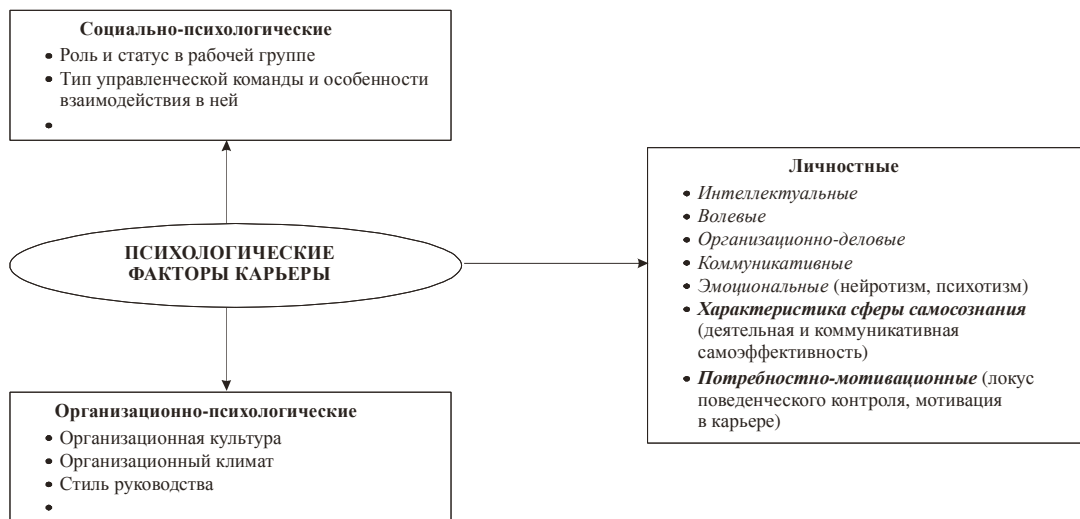 Социально-психологические
• Роль и статус в рабочей группе
• Тип управленческой команды и особенности
взаимодействия в ней
•
ПСИХОЛОГИЧЕСКИЕ
ФАКТОРЫ КАРЬЕРЫ
Личностные
• Интеллектуальные
• Волевые
• Организационно-деловые
• Коммуникативные
• Эмоциональные (нейротизм, психотизм)
• Характеристика сферы самосознания
(деятельная и коммуникативная
самоэффективность)
• Потребностно-мотивационные (локус
поведенческого контроля, мотивация
в карьере)
Организационно-психологические
• Организационная культура
• Организационный климат
• Стиль руководства
•